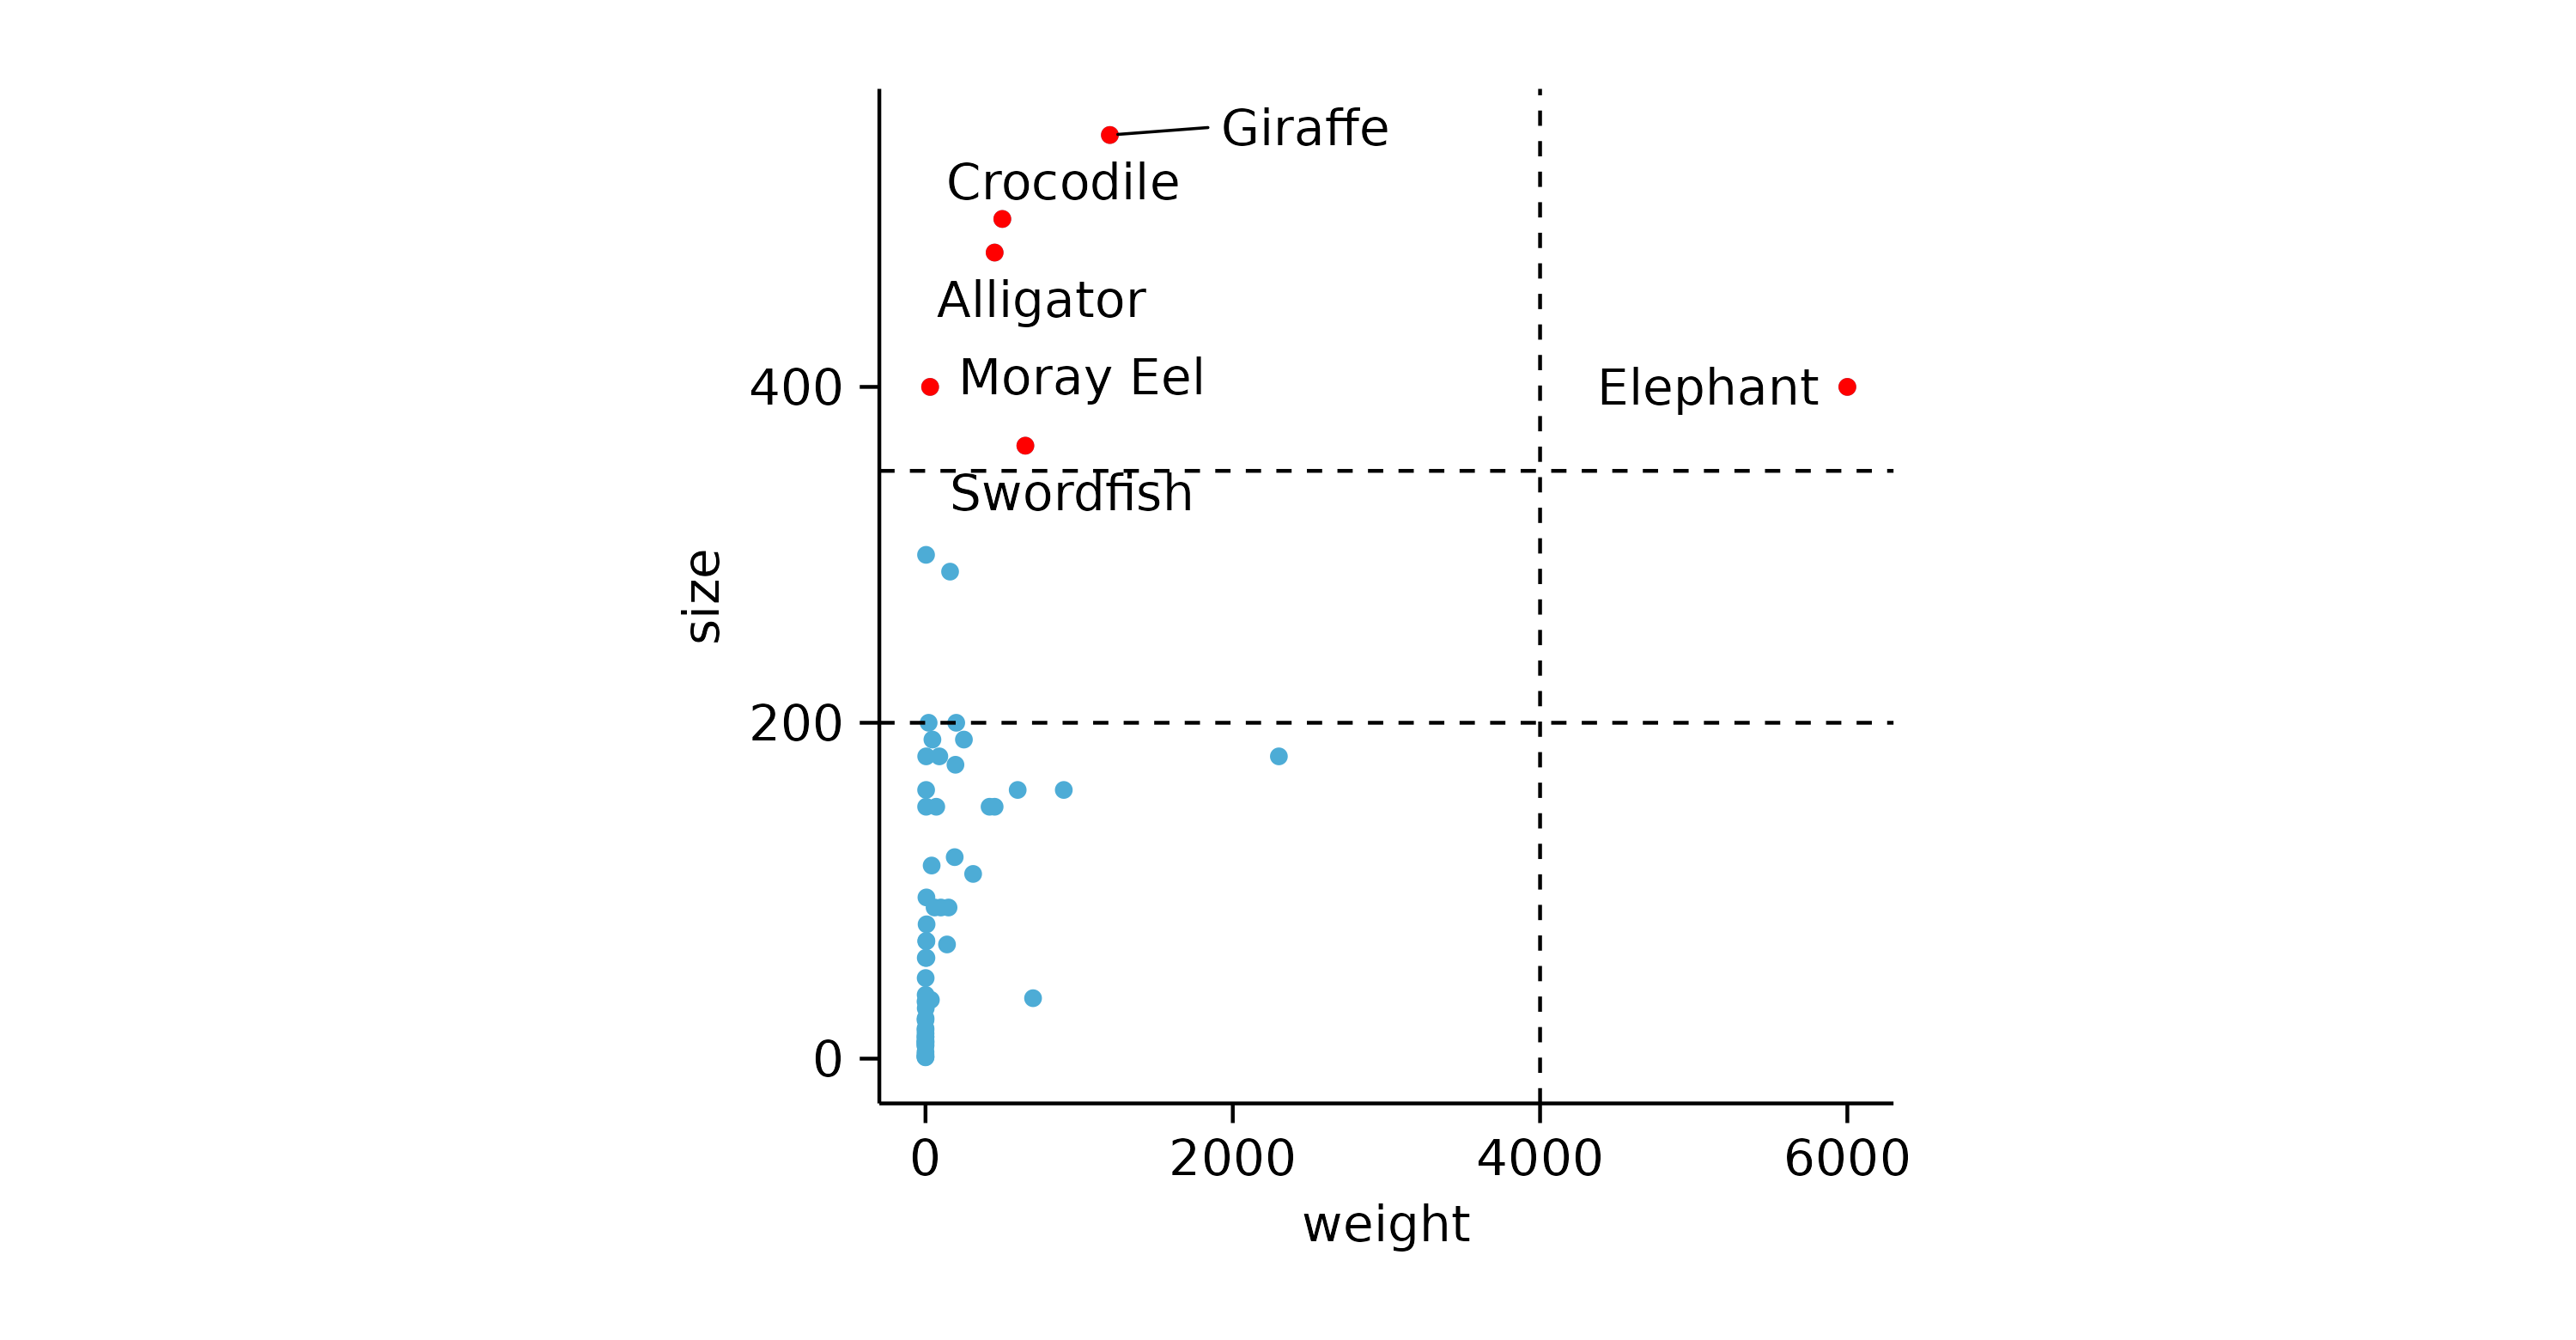 Giraffe
Crocodile
Alligator
Moray Eel
400
Elephant
Swordfish
size
200
0
0 2000 4000 6000
weight